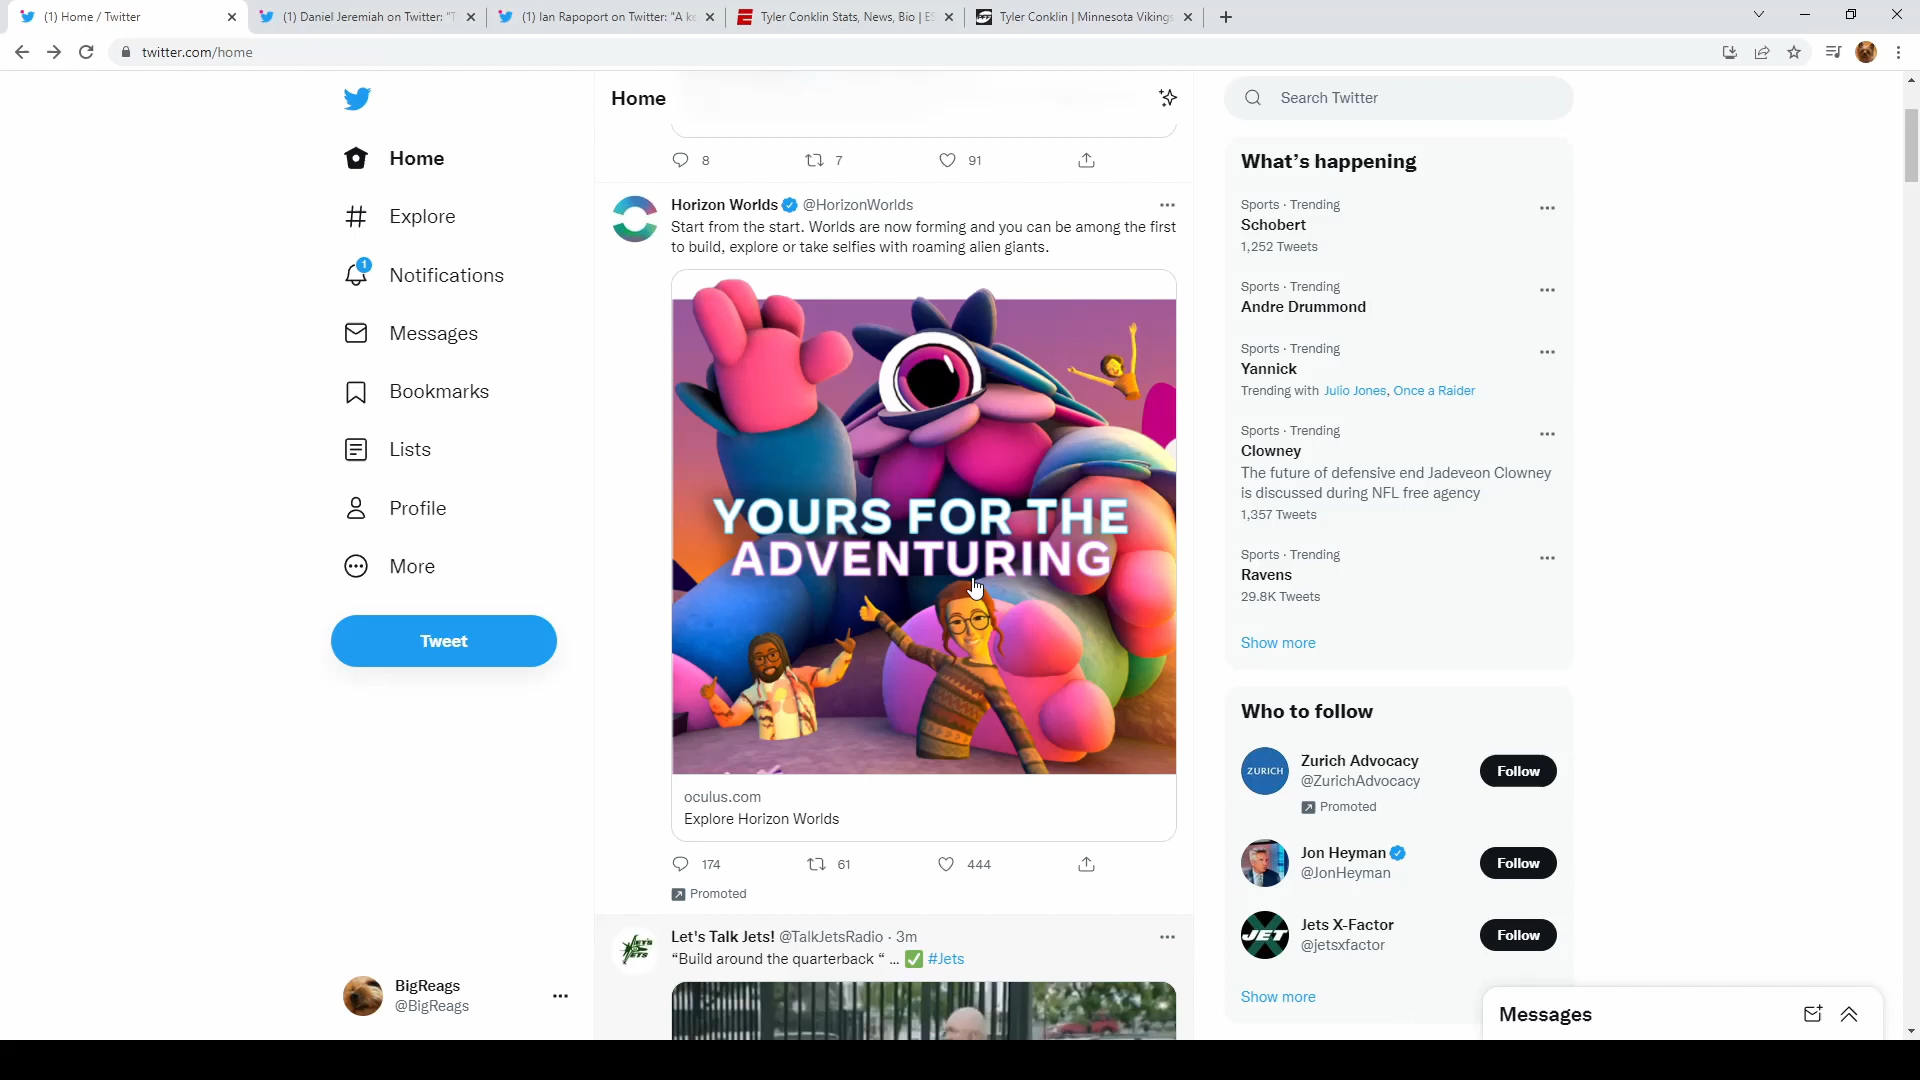 (1) Home / Twitter
(1) Daniel Jeremiah on Twitter: "T
(1) Ian Rapoport on Twitter: "A ke
Tyler Conklin Stats, News, Bio | ES
Tyler Conklin | Minnesota Vikings
twitter.com/home
Home
Explore
1
Notifications
Messages
Bookmarks
Lists
Profile
More
Tweet
BigReags
@BigReags
Home
8 7 91
Horizon Worlds @HorizonWorlds
Start from the start. Worlds are now forming and you can be among the first
to build, explore or take selfies with roaming alien giants.
YOURS FOR THE
ADVENTURING
oculus.com
Explore Horizon Worlds
174 61 444
Promoted
Let's Talk Jets! @TalkJetsRadio · 3m
"Build around the quarterback " ... ✅ #Jets
Search Twitter
What's happening
Sports · Trending
Schobert
1,252 Tweets
Sports · Trending
Andre Drummond
Sports · Trending
Yannick
Trending with Julio Jones, Once a Raider
Sports · Trending
Clowney
The future of defensive end Jadeveon Clowney
is discussed during NFL free agency
1,357 Tweets
Sports · Trending
Ravens
29.8K Tweets
Show more
Who to follow
ZURICH
Zurich Advocacy
@ZurichAdvocacy
Promoted
Follow
Jon Heyman
@JonHeyman
Follow
JET
Jets X-Factor
@jetsxfactor
Follow
Show more
Messages